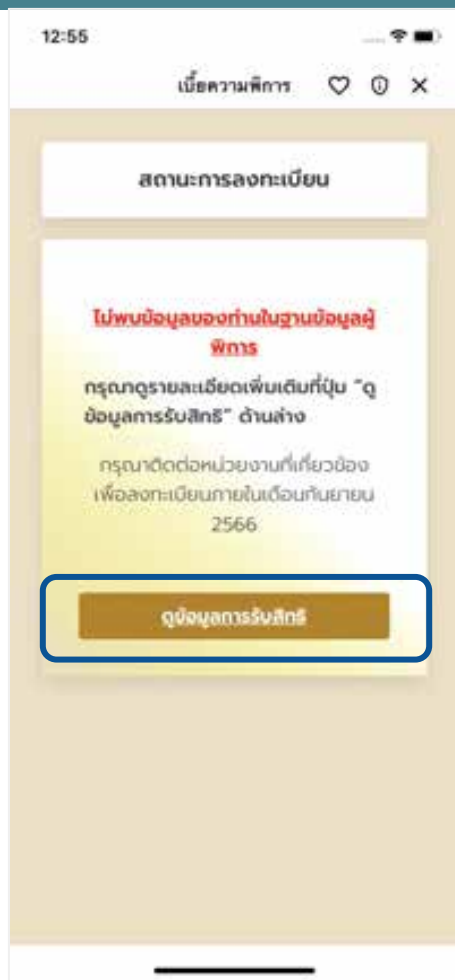 12:55
เบี้ยความพิการ
สถานะการลงทะเบียน
ไม่พบข้อมูลของท่านในฐานข้อมูลผู้
พิการ
กรุณาดูรายละเอียดเพิ่มเติมที่ปุ่ม “ดู
ข้อมูลการรับสิทธิ” ด้านล่าง
กรุณาติดต่อหน่วยงานที่เกี่ยวข้อง
เพื่อลงทะเบียนภายในเดือนกันยายน
2566
ดูข้อมูลการรับสิทธิ